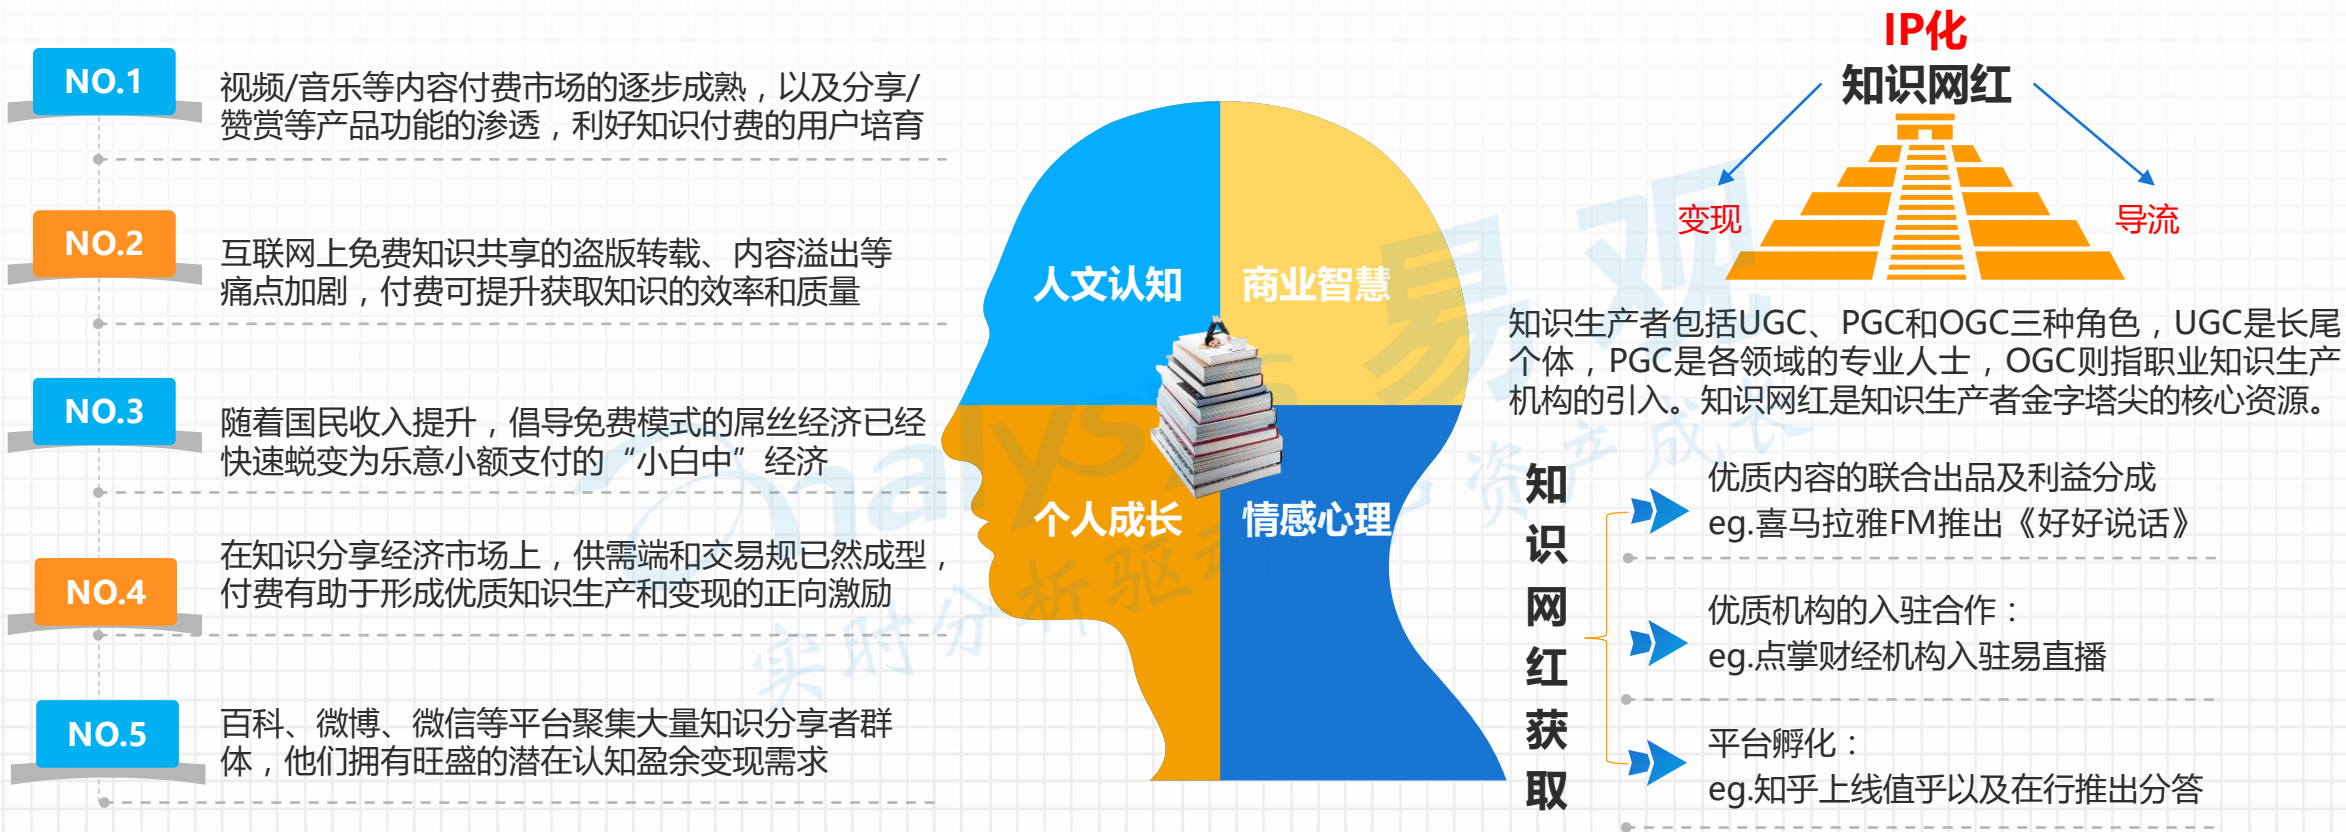 NO.1
视频/音乐等内容付费市场的逐步成熟，以及分享/
赞赏等产品功能的渗透，利好知识付费的用户培育
NO.2
互联网上免费知识共享的盗版转载、内容溢出等
痛点加剧，付费可提升获取知识的效率和质量
NO.3
随着国民收入提升，倡导免费模式的屌丝经济已经
快速蜕变为乐意小额支付的“小白中”经济
NO.4
在知识分享经济市场上，供需端和交易规已然成型，
付费有助于形成优质知识生产和变现的正向激励
NO.5
百科、微博、微信等平台聚集大量知识分享者群
体，他们拥有旺盛的潜在认知盈余变现需求
人文认知
商业智慧
个人成长
情感心理
IP化
知识网红
变现
导流
知识生产者包括UGC、PGC和OGC三种角色，UGC是长尾
个体，PGC是各领域的专业人士，OGC则指职业知识生产
机构的引入。知识网红是知识生产者金字塔尖的核心资源。
知识网红获取
优质内容的联合出品及利益分成
eg.喜马拉雅FM推出《好好说话》
优质机构的入驻合作：
eg.点掌财经机构入驻易直播
平台孵化：
eg.知乎上线值乎以及在行推出分答
analysys 易观